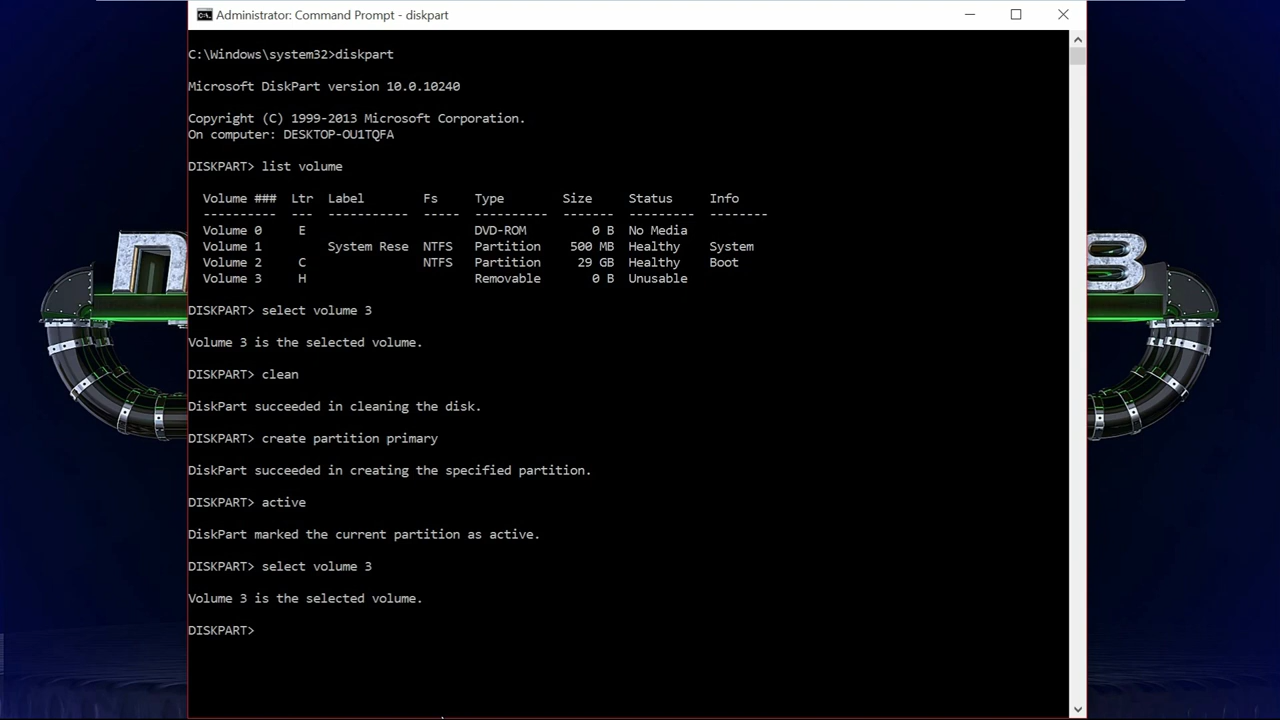 Administrator: Command Prompt - diskpart
C:\Windows\system32>diskpart
Microsoft DiskPart version 10.0.10240
Copyright (C) 1999-2013 Microsoft Corporation.
On computer: DESKTOP-OU1TQFA
DISKPART> list volume
Volume ### Ltr Label Fs Type Size Status Info
---------- --- ----------- ----- ---------- ------- --------- --------
Volume 0 E DVD-ROM 0 B No Media
Volume 1 System Rese NTFS Partition 500 MB Healthy System
Volume 2 C NTFS Partition 29 GB Healthy Boot
Volume 3 H Removable 0 B Unusable
DISKPART> select volume 3
Volume 3 is the selected volume.
DISKPART> clean
DiskPart succeeded in cleaning the disk.
DISKPART> create partition primary
DiskPart succeeded in creating the specified partition.
DISKPART> active
DiskPart marked the current partition as active.
DISKPART> select volume 3
Volume 3 is the selected volume.
DISKPART>